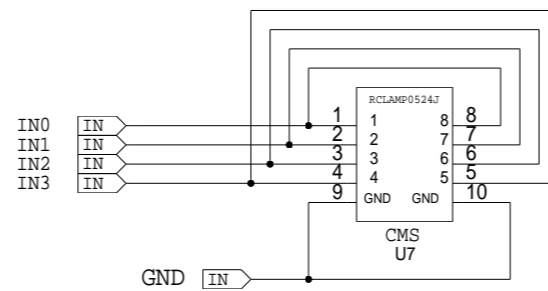 RCLAMP0524J
IN0 IN 1 1 8 8
IN1 IN 2 2 7 7
IN2 IN 3 3 6 6
IN3 IN 4 4 5 5
9 GND GND 10
CMS
U7
GND IN